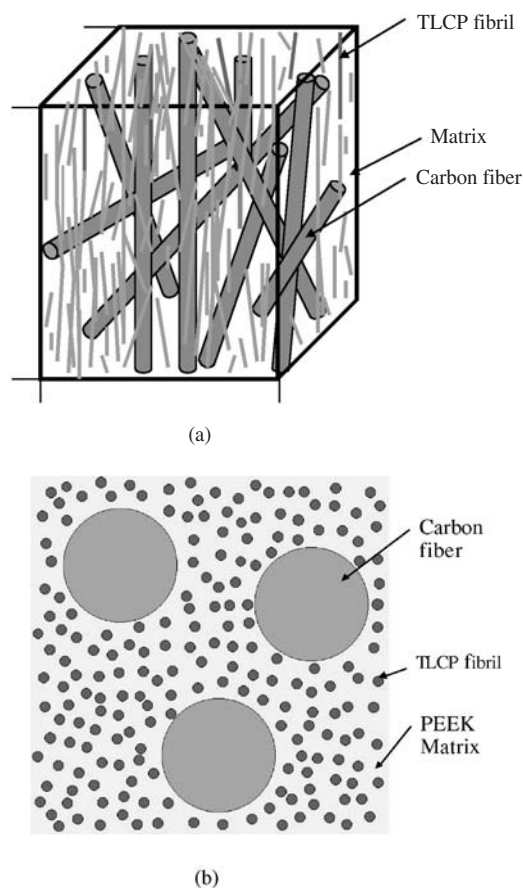 TLCP fibril
Matrix
Carbon fiber
(a)
Carbon
fiber
TLCP fibril
PEEK
Matrix
(b)